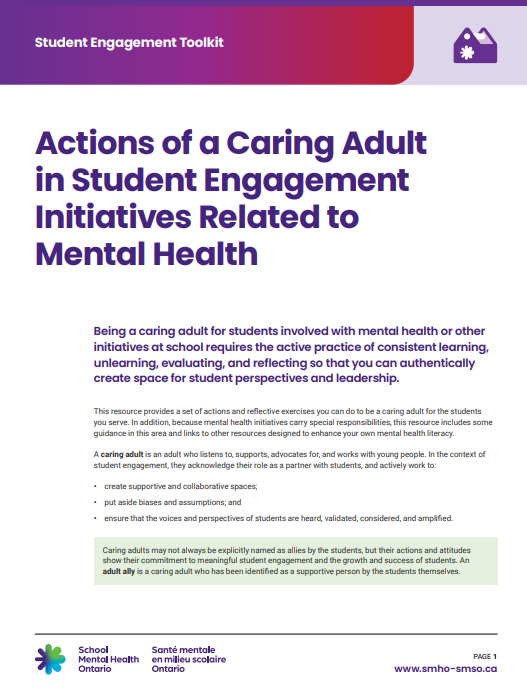 Student Engagement Toolkit
Actions of a Caring Adult
in Student Engagement
Initiatives Related to
Mental Health
Being a caring adult for students involved with mental health or other
initiatives at school requires the active practice of consistent learning,
unlearning, evaluating, and reflecting so that you can authentically
create space for student perspectives and leadership.
This resource provides a set of actions and reflective exercises you can do to be a caring adult for the students
you serve. In addition, because mental health initiatives carry special responsibilities, this resource includes some
guidance in this area and links to other resources designed to enhance your own mental health literacy.
A caring adult is an adult who listens to, supports, advocates for, and works with young people. In the context of
student engagement, they acknowledge their role as a partner with students, and actively work to:
• create supportive and collaborative spaces;
• put aside biases and assumptions; and
• ensure that the voices and perspectives of students are heard, validated, considered, and amplified.
Caring adults may not always be explicitly named as allies by the students, but their actions and attitudes
show their commitment to meaningful student engagement and the growth and success of students. An
adult ally is a caring adult who has been identified as a supportive person by the students themselves.
School
Mental Health
Ontario
Santé mentale
en milieu scolaire
Ontario
PAGE 1
www.smho-smso.ca